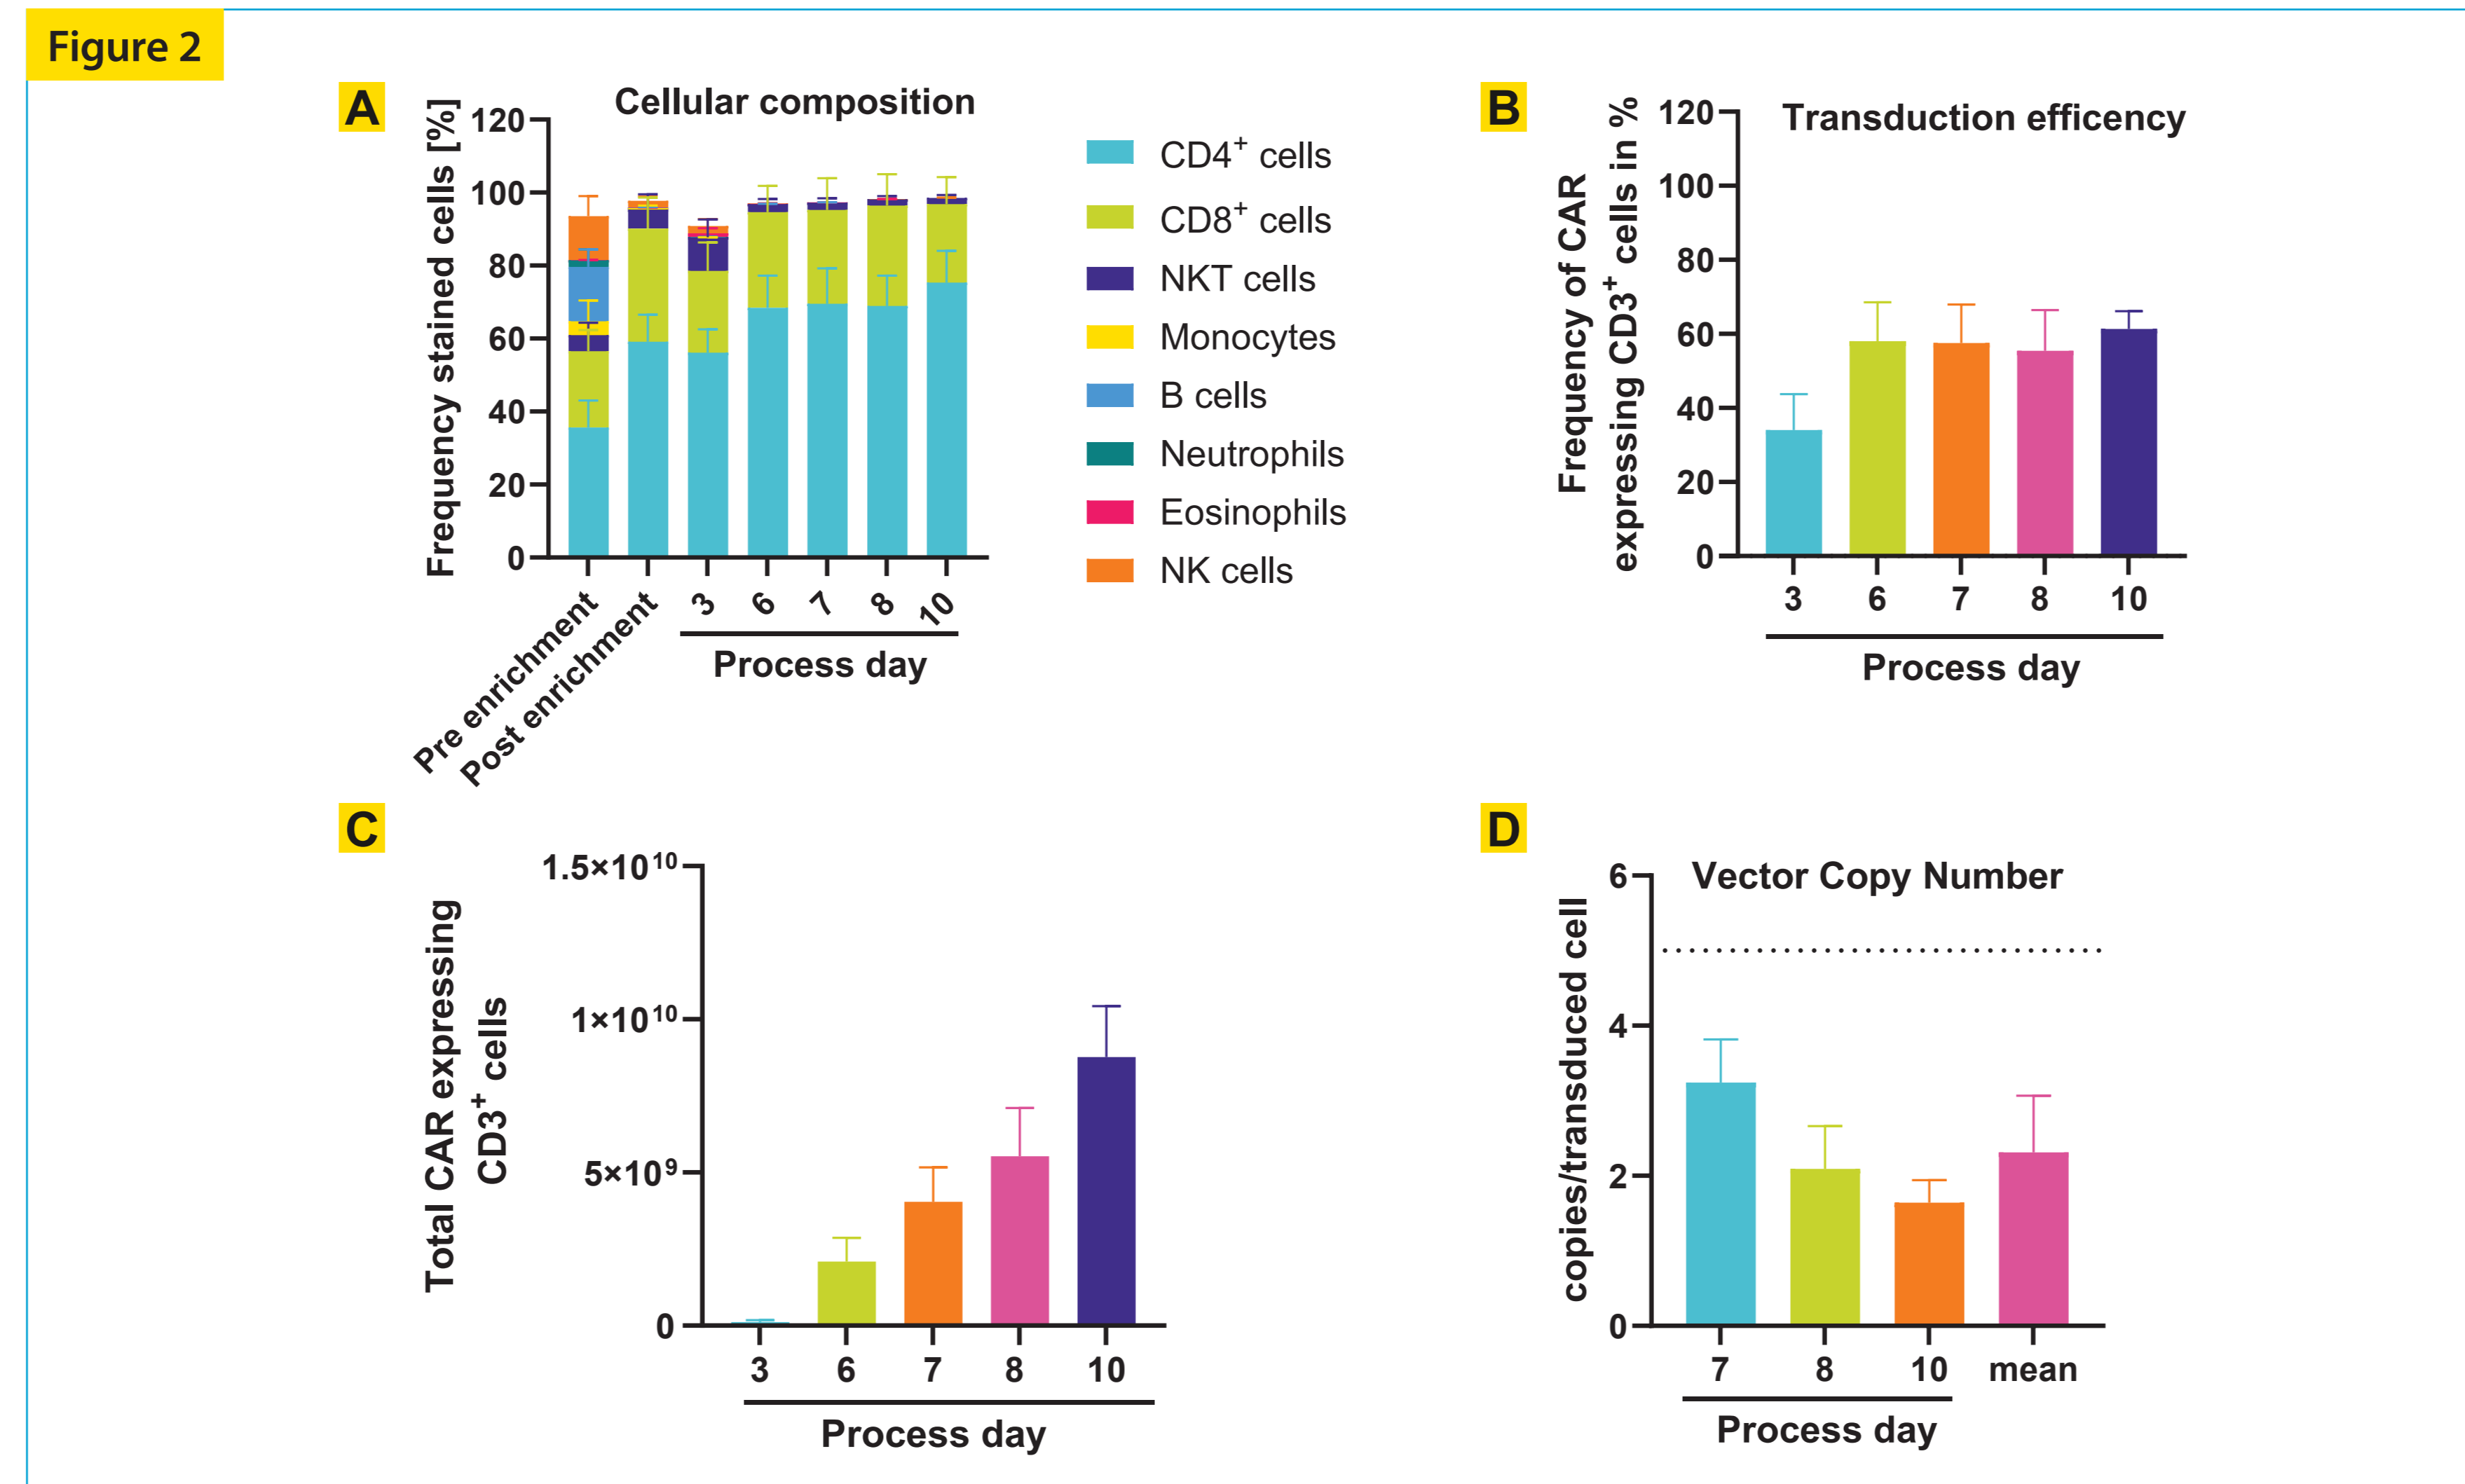 Figure 2
A
Cellular composition
Frequency stained cells [%]
120
100
80
60
40
20
0
Pre enrichment
Post enrichment
3
6
7
8
10
Process day
CD4⁺ cells
CD8⁺ cells
NKT cells
Monocytes
B cells
Neutrophils
Eosinophils
NK cells
B
Transduction efficency
Frequency of CAR
expressing CD3⁺ cells in %
120
100
80
60
40
20
0
3
6
7
8
10
Process day
C
Total CAR expressing
CD3⁺ cells
1.5×10¹⁰
1×10¹⁰
5×10⁹
0
3
6
7
8
10
Process day
D
Vector Copy Number
copies/transduced cell
6
4
2
0
7
8
10
mean
Process day